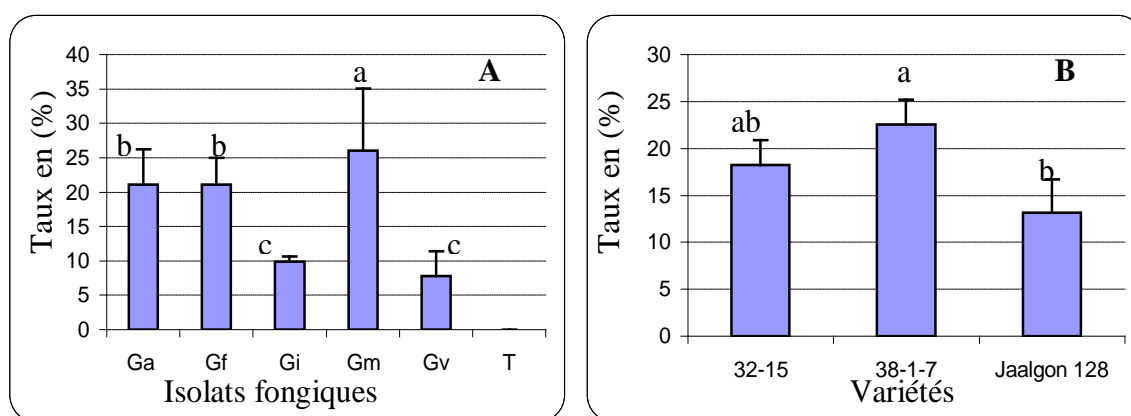 A
Taux en (%)
40
35
30
25
20
15
10
5
0
b
b
c
a
c
Ga Gf Gi Gm Gv T
Isolats fongiques
B
Taux en (%)
30
25
20
15
10
5
0
ab
a
b
32-15 38-1-7 Jaalgon 128
Variétés